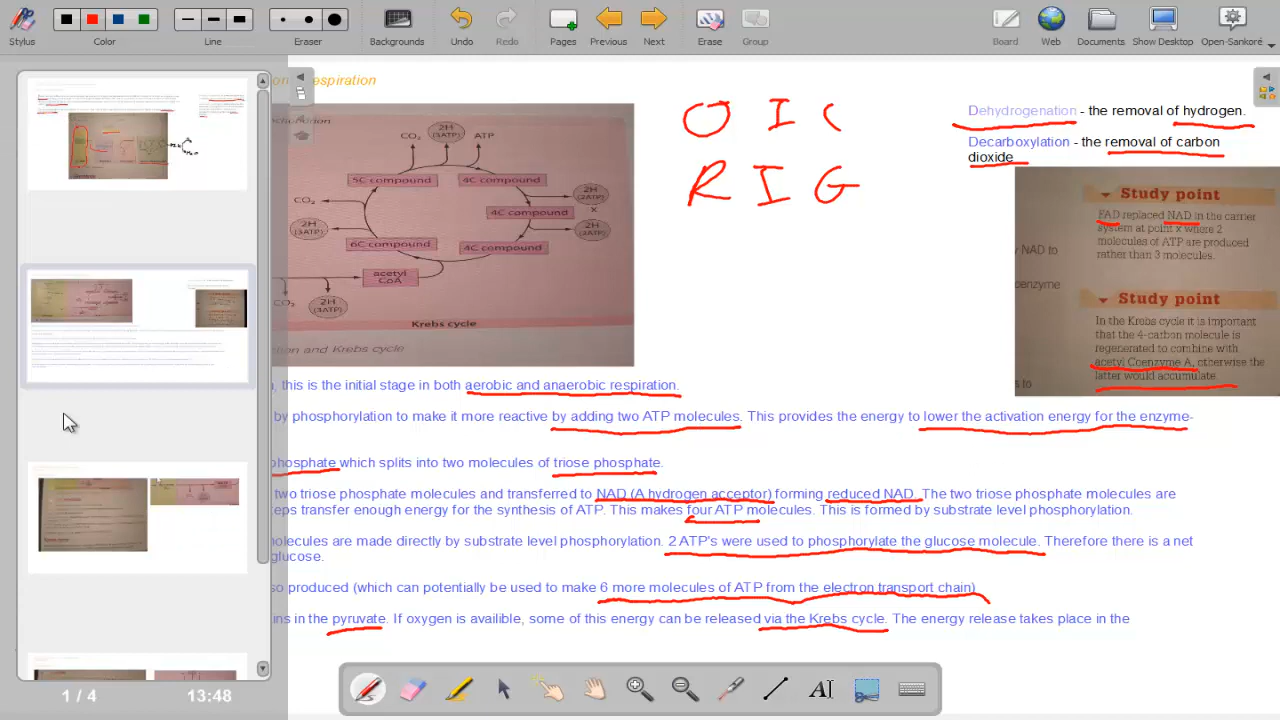 Stylus
Color
Line
Eraser
Backgrounds
Undo
Redo
Pages
Previous
Next
Erase
Group
Board
Web
Documents
Show Desktop
Open-Sankoré
on espiration
O I
R I G
Dehydrogenation - the removal of hydrogen.
Decarboxylation - the removal of carbon
dioxide
CO₂
2H
(3ATP)
ATP
5C compound
4C compound
CO₂
2H
(2ATP)
4C compound
x
2H
(3ATP)
2H
(3ATP)
6C compound
4C compound
acetyl
CoA
CO₂
2H
(3ATP)
Krebs cycle
tion and Krebs cycle
Study point
FAD replaced NAD in the carrier
system at point x where 2
molecules of ATP are produced
rather than 3 molecules.
y NAD to
oenzyme
Study point
In the Krebs cycle it is important
that the 4-carbon molecule is
regenerated to combine with
acetyl Coenzyme A, otherwise the
latter would accumulate.
s to
, this is the initial stage in both aerobic and anaerobic respiration.
by phosphorylation to make it more reactive by adding two ATP molecules. This provides the energy to lower the activation energy for the enzyme-
phosphate which splits into two molecules of triose phosphate.
two triose phosphate molecules and transferred to NAD (A hydrogen acceptor) forming reduced NAD. The two triose phosphate molecules are
eps transfer enough energy for the synthesis of ATP. This makes four ATP molecules. This is formed by substrate level phosphorylation.
olecules are made directly by substrate level phosphorylation. 2 ATP's were used to phosphorylate the glucose molecule. Therefore there is a net
glucose.
so produced (which can potentially be used to make 6 more molecules of ATP from the electron transport chain)
ins in the pyruvate. If oxygen is availible, some of this energy can be released via the Krebs cycle. The energy release takes place in the
1 / 4
13:48